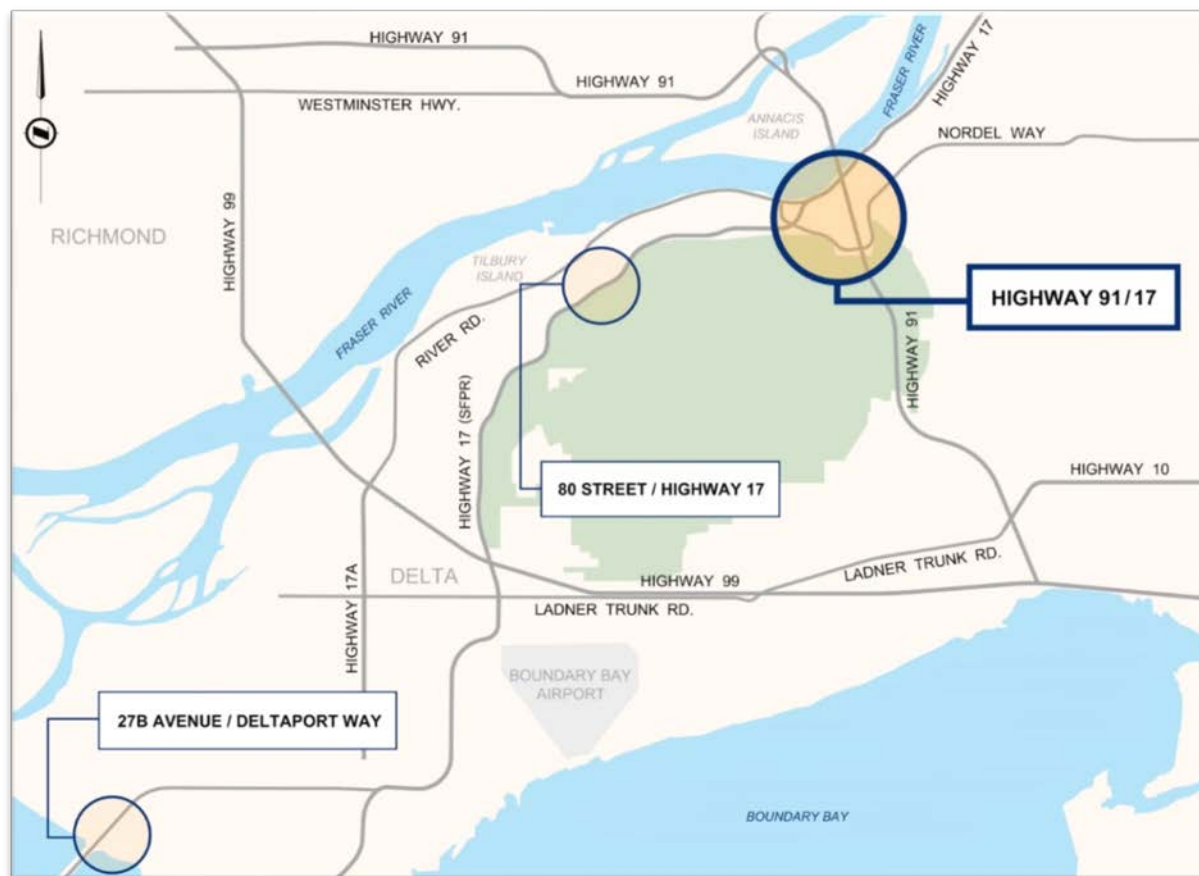 HIGHWAY 91
HIGHWAY 17
HIGHWAY 91
FRASER RIVER
WESTMINSTER HWY.
ANNACIS
ISLAND
NORDEL WAY
HIGHWAY 99
RICHMOND
TILBURY
ISLAND
HIGHWAY 91/17
FRASER RIVER
RIVER RD.
HIGHWAY 91
HIGHWAY 17 (SFPR)
HIGHWAY 10
80 STREET / HIGHWAY 17
LADNER TRUNK RD.
DELTA
HIGHWAY 99
HIGHWAY 17A
LADNER TRUNK RD.
BOUNDARY BAY
AIRPORT
27B AVENUE / DELTAPORT WAY
BOUNDARY BAY